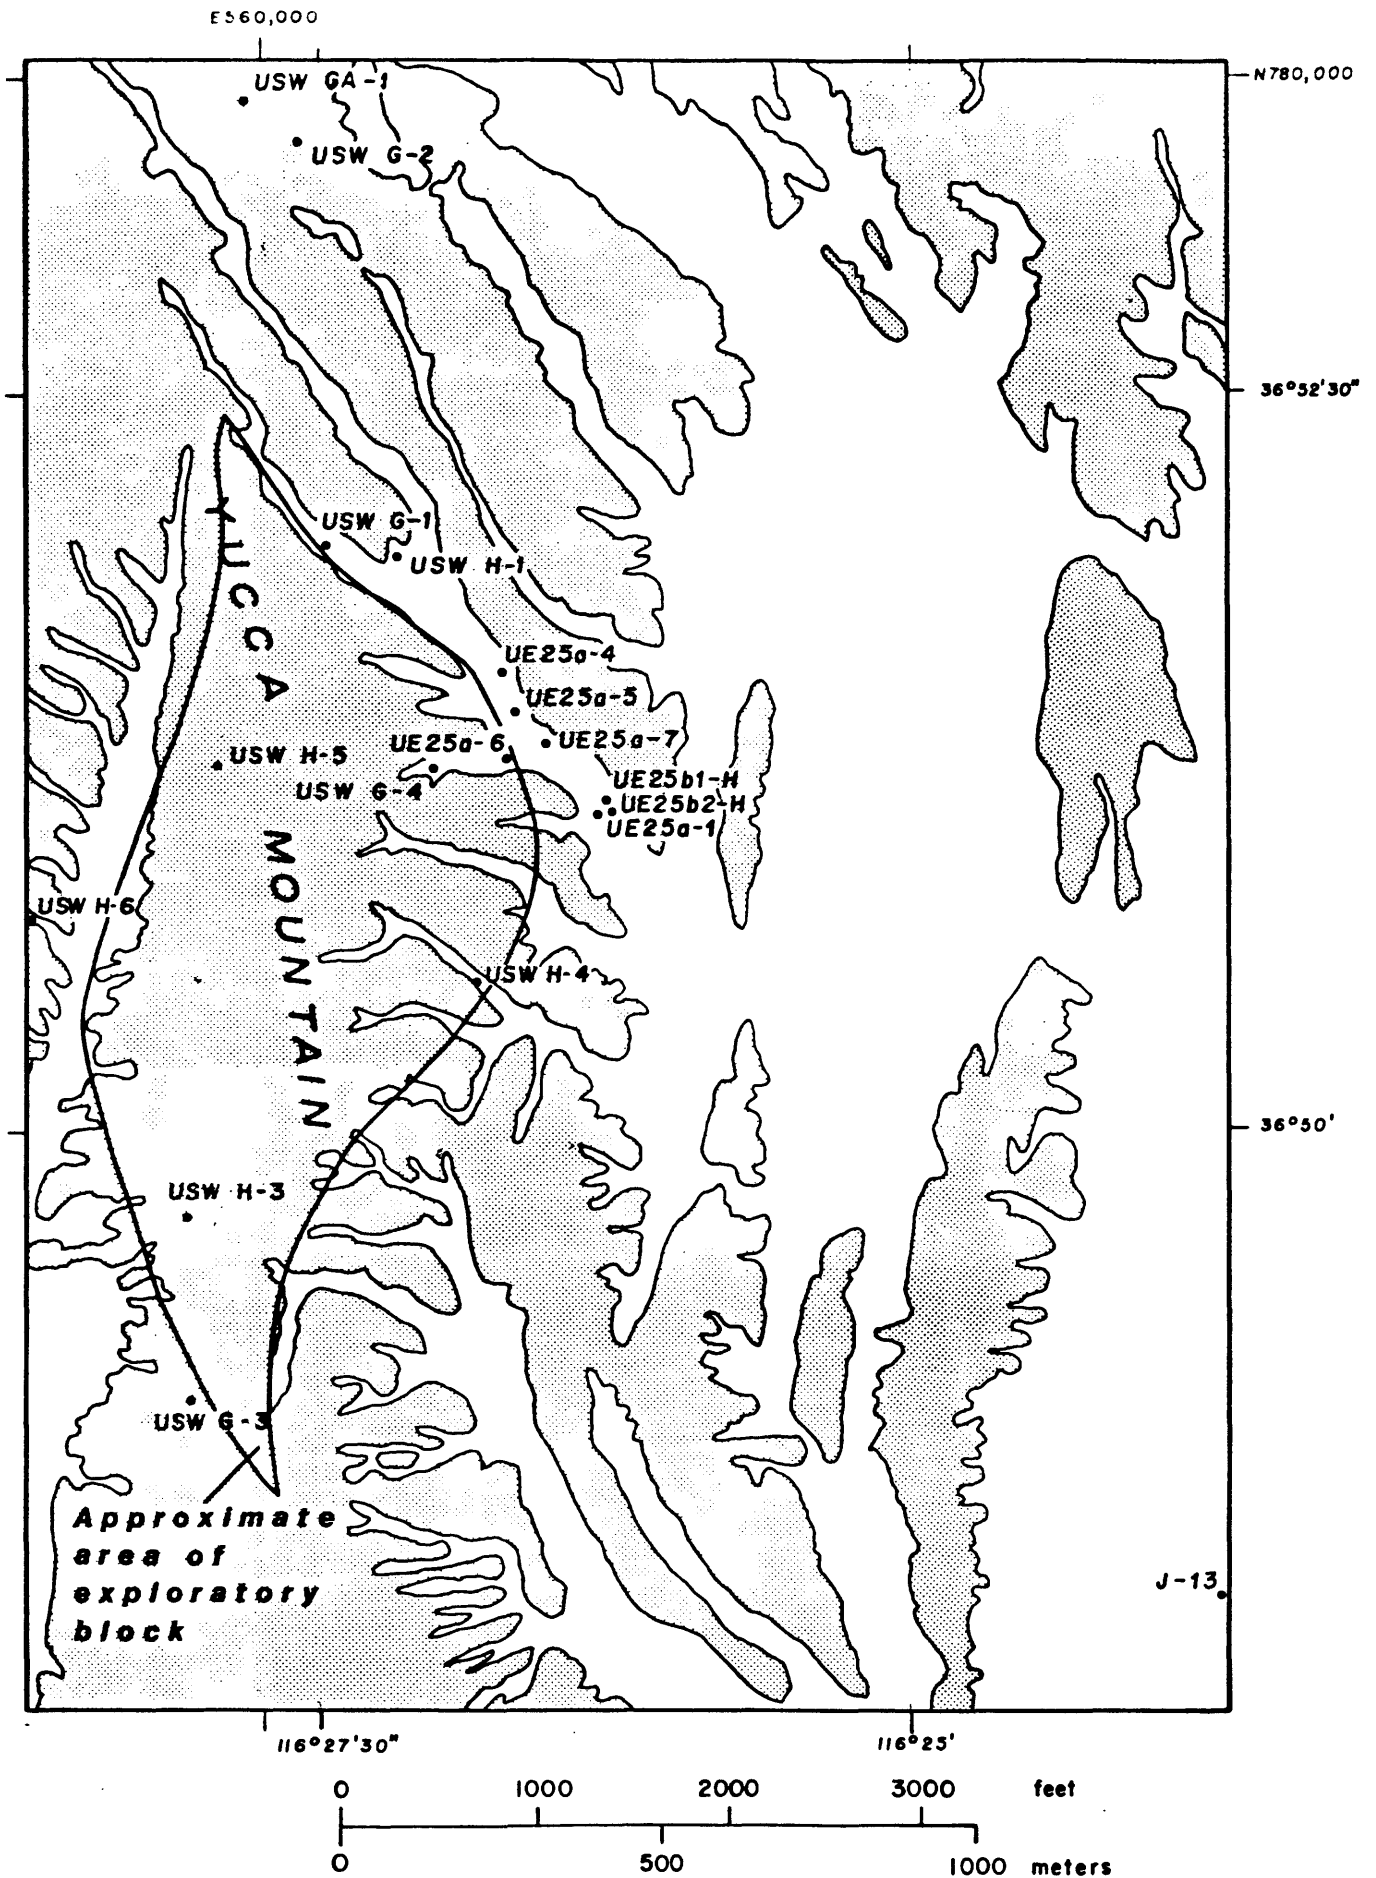 E560,000
N780,000
USW GA-1
USW G-2
36°52'30"
USW G-1
USW H-1
YUCCA MOUNTAIN
UE25a-4
UE25a-5
UE25a-6
UE25a-7
USW H-5
USW G-4
UE25b1-H
UE25b2-H
UE25a-1
USW H-6
USW H-4
36°50'
USW H-3
USW G-3
Approximate
area of
exploratory
block
J-13
116°27'30"
116°25'
0 1000 2000 3000 feet
0 500 1000 meters